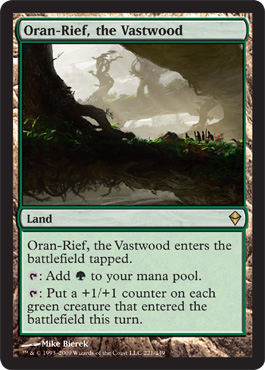 Oran-Rief, the Vastwood
Land
Oran-Rief, the Vastwood enters the
battlefield tapped.
: Add to your mana pool.
: Put a +1/+1 counter on each
green creature that entered the
battlefield this turn.
Mike Bierek
™ & © 1993-2009 Wizards of the Coast LLC 221/249